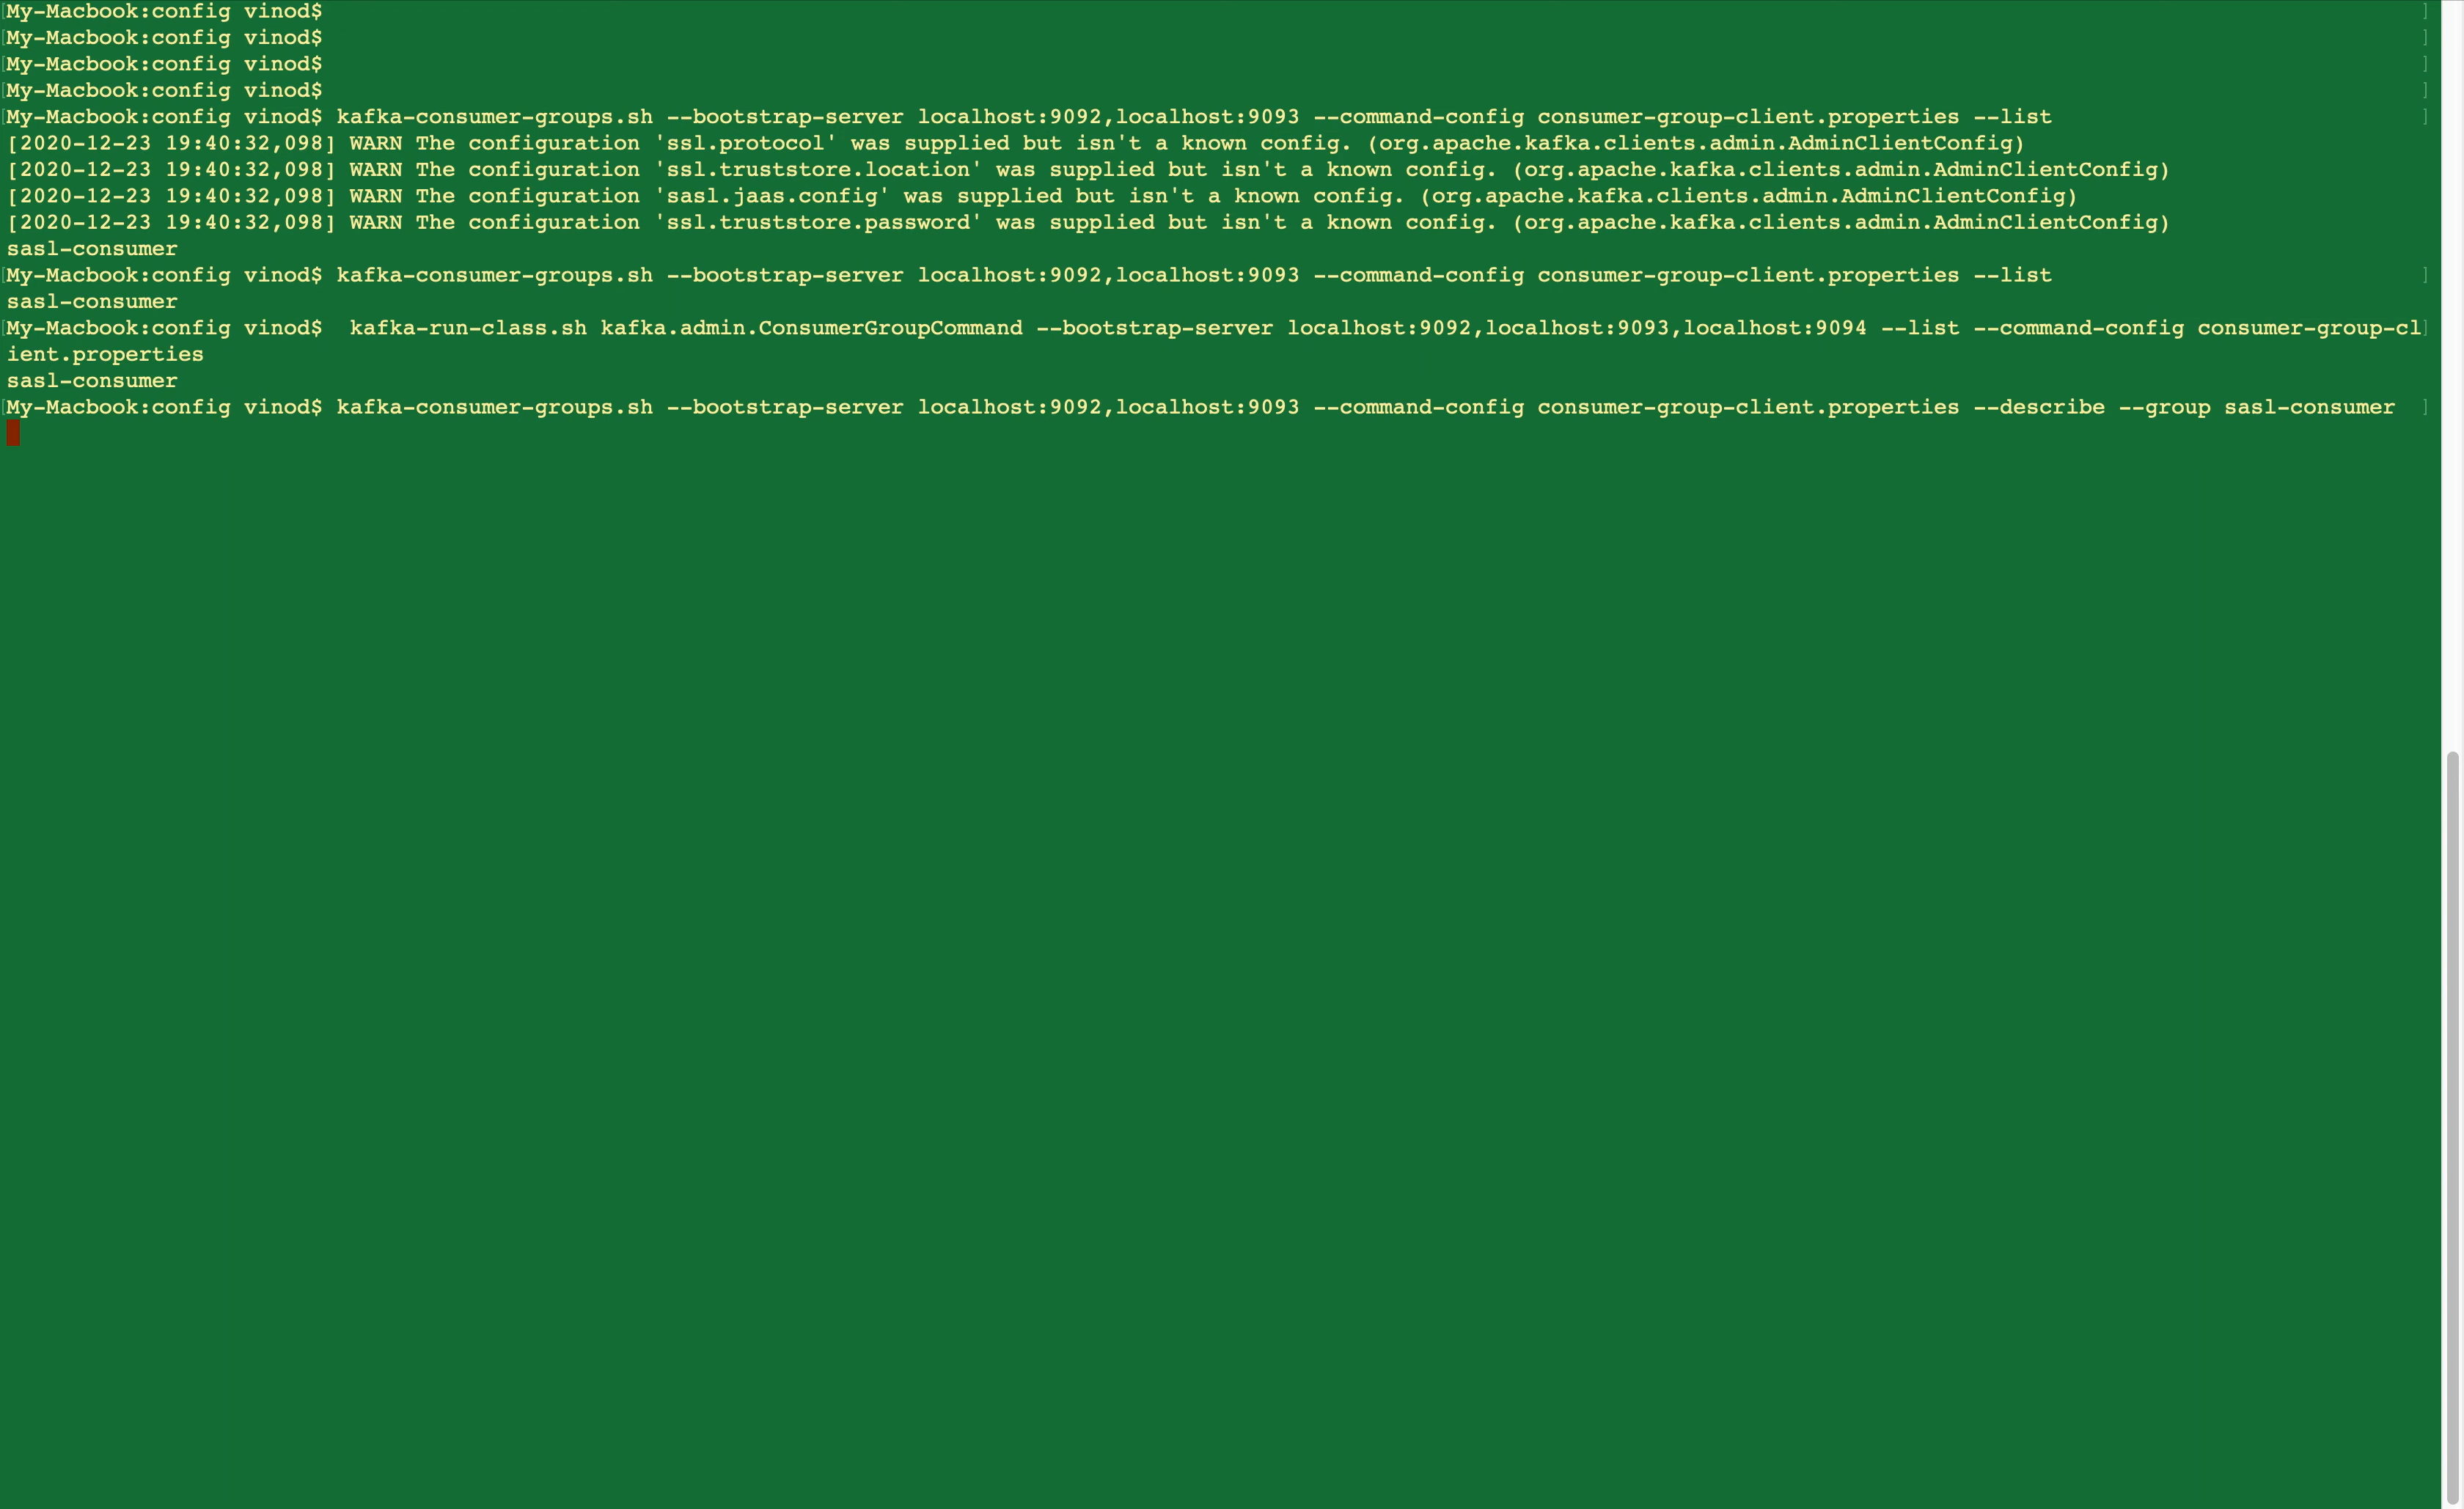 [My-Macbook:config vinod$ ]
[My-Macbook:config vinod$ ]
[My-Macbook:config vinod$ ]
[My-Macbook:config vinod$ ]
[My-Macbook:config vinod$ kafka-consumer-groups.sh --bootstrap-server localhost:9092,localhost:9093 --command-config consumer-group-client.properties --list ]
[2020-12-23 19:40:32,098] WARN The configuration 'ssl.protocol' was supplied but isn't a known config. (org.apache.kafka.clients.admin.AdminClientConfig)
[2020-12-23 19:40:32,098] WARN The configuration 'ssl.truststore.location' was supplied but isn't a known config. (org.apache.kafka.clients.admin.AdminClientConfig)
[2020-12-23 19:40:32,098] WARN The configuration 'sasl.jaas.config' was supplied but isn't a known config. (org.apache.kafka.clients.admin.AdminClientConfig)
[2020-12-23 19:40:32,098] WARN The configuration 'ssl.truststore.password' was supplied but isn't a known config. (org.apache.kafka.clients.admin.AdminClientConfig)
sasl-consumer
[My-Macbook:config vinod$ kafka-consumer-groups.sh --bootstrap-server localhost:9092,localhost:9093 --command-config consumer-group-client.properties --list ]
sasl-consumer
[My-Macbook:config vinod$  kafka-run-class.sh kafka.admin.ConsumerGroupCommand --bootstrap-server localhost:9092,localhost:9093,localhost:9094 --list --command-config consumer-group-cl]
ient.properties
sasl-consumer
[My-Macbook:config vinod$ kafka-consumer-groups.sh --bootstrap-server localhost:9092,localhost:9093 --command-config consumer-group-client.properties --describe --group sasl-consumer ]